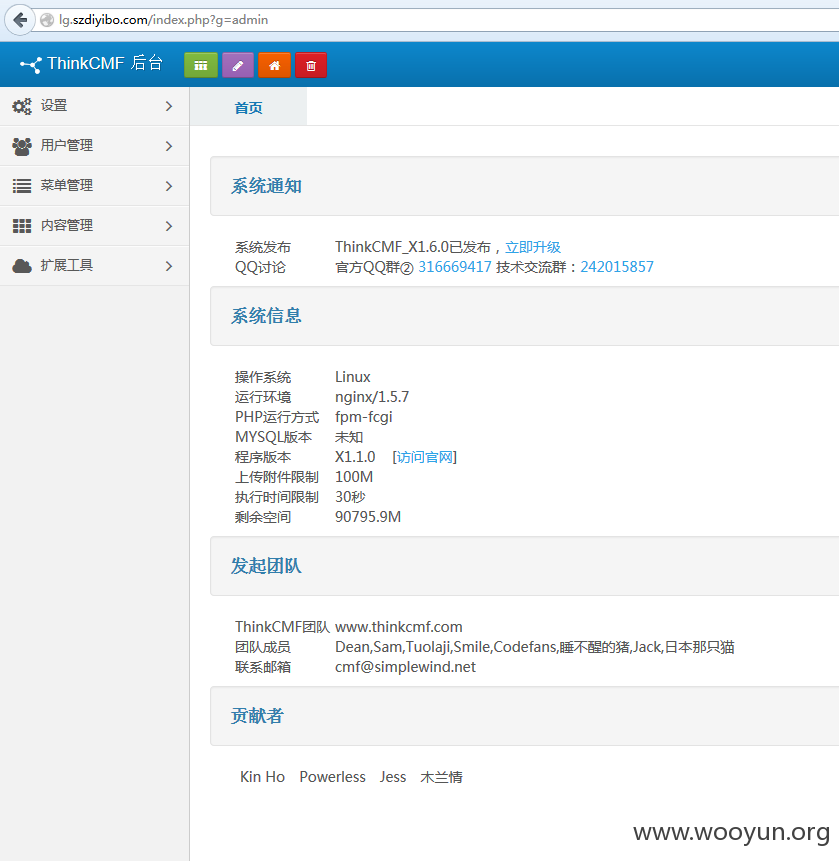 lg.szdiyibo.com/index.php?g=admin
ThinkCMF 后台
设置
用户管理
菜单管理
内容管理
扩展工具
首页
系统通知
系统发布 ThinkCMF_X1.6.0已发布，立即升级
QQ讨论 官方QQ群② 316669417 技术交流群：242015857
系统信息
操作系统 Linux
运行环境 nginx/1.5.7
PHP运行方式 fpm-fcgi
MYSQL版本 未知
程序版本 X1.1.0 [访问官网]
上传附件限制 100M
执行时间限制 30秒
剩余空间 90795.9M
发起团队
ThinkCMF团队 www.thinkcmf.com
团队成员 Dean,Sam,Tuolaji,Smile,Codefans,睡不醒的猪,Jack,日本那只猫
联系邮箱 cmf@simplewind.net
贡献者
Kin Ho Powerless Jess 木兰情
www.wooyun.org